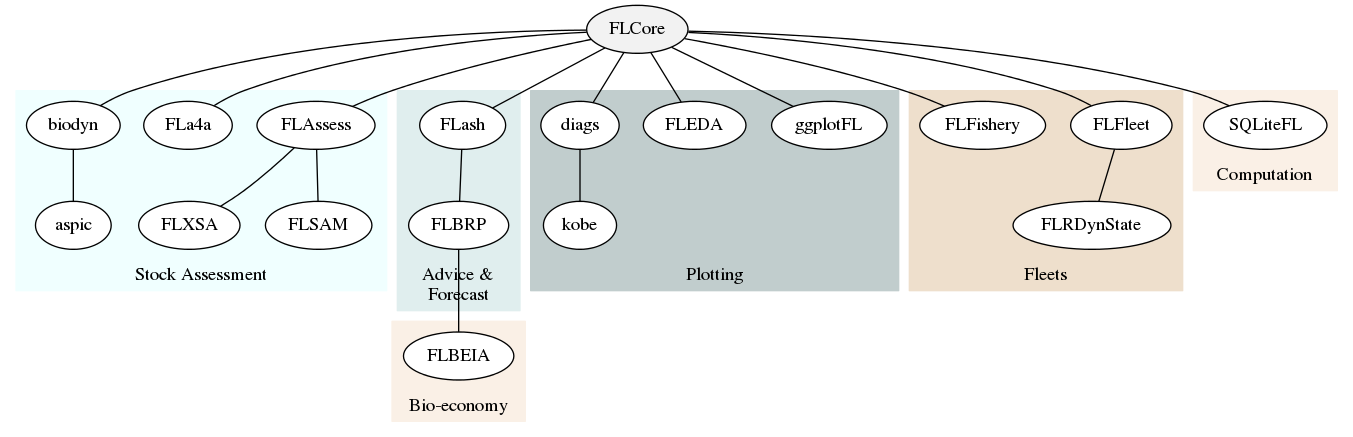 FLCore
biodyn
FLa4a
FLAssess
FLash
diags
FLEDA
ggplotFL
FLFishery
FLFleet
SQLiteFL
Computation
aspic
FLXSA
FLSAM
FLBRP
kobe
FLRDynState
Stock Assessment
Advice &
Forecast
Plotting
Fleets
FLBEIA
Bio-economy